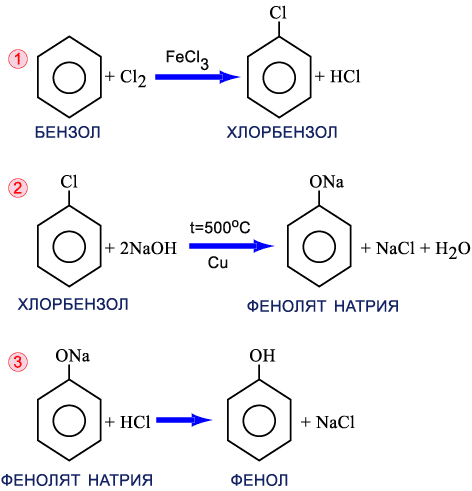 Cl
1
+ Cl₂
FeCl₃
+ HCl
БЕНЗОЛ
ХЛОРБЕНЗОЛ
2
Cl
ONa
+ 2NaOH
t=500°C
Cu
+ NaCl + H₂O
ХЛОРБЕНЗОЛ
ФЕНОЛЯТ НАТРИЯ
3
ONa
OH
+ HCl
+ NaCl
ФЕНОЛЯТ НАТРИЯ
ФЕНОЛ